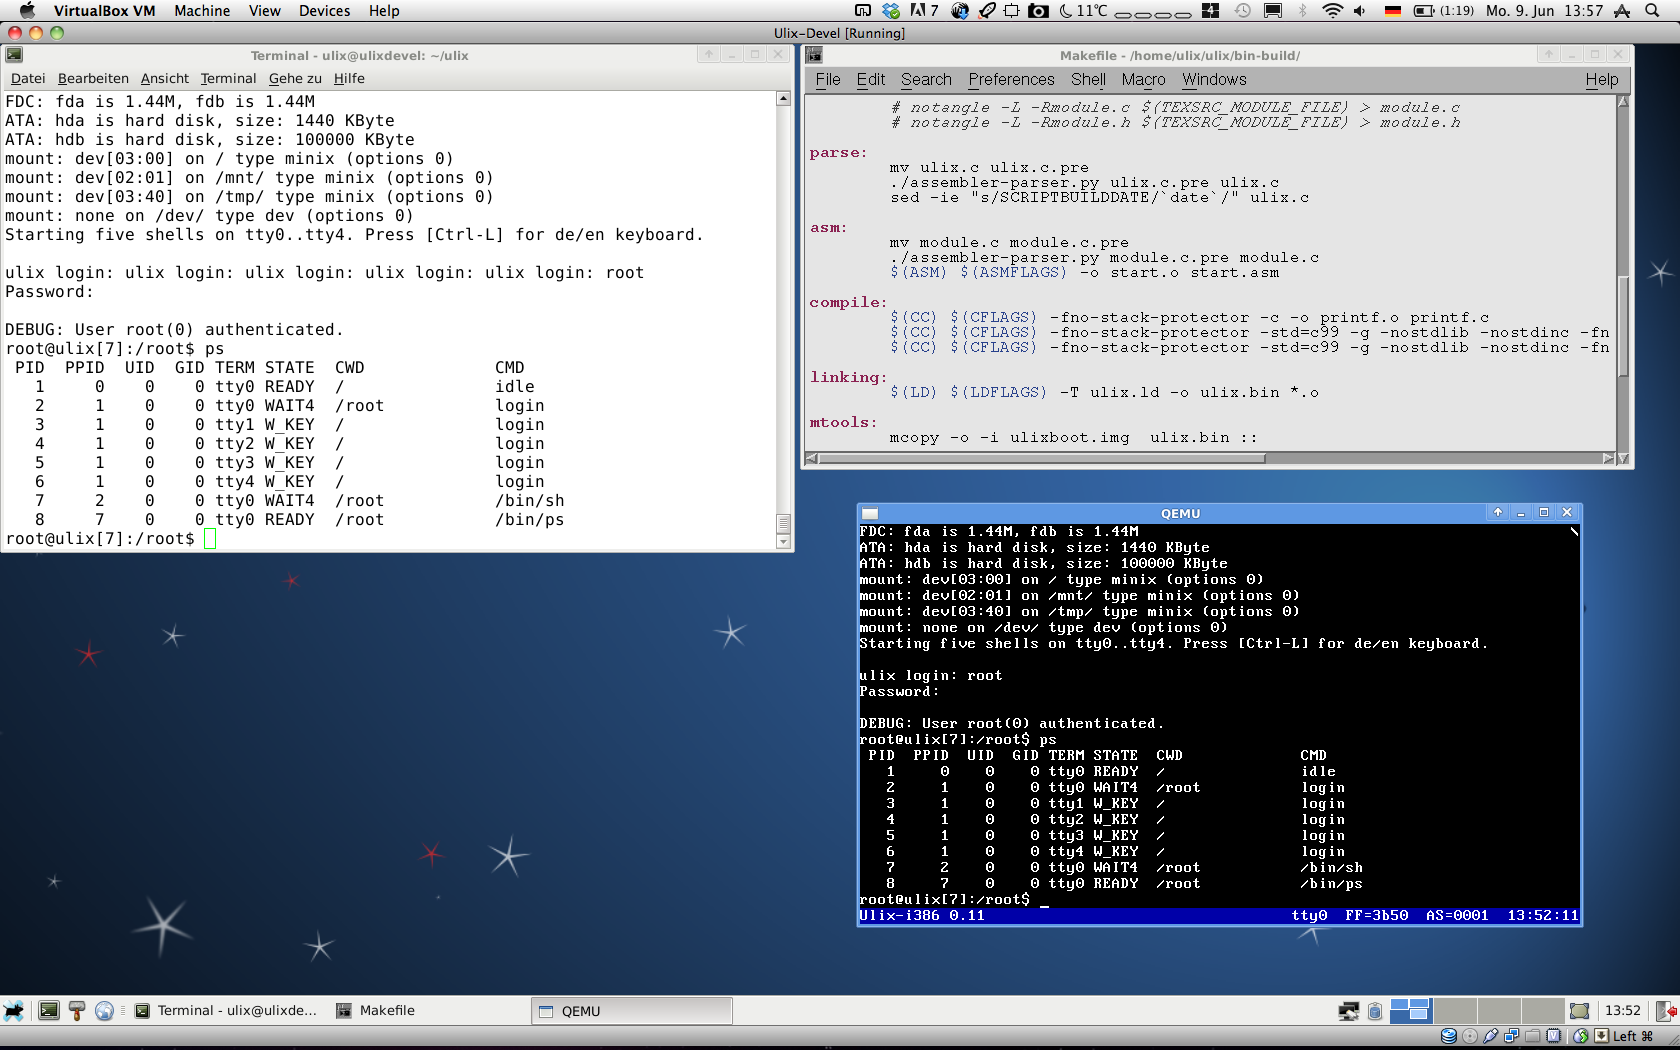 VirtualBox VM Machine View Devices Help
7 11°C 4 (1:19) Mo. 9. Jun 13:57
Ulix-Devel [Running]
Terminal - ulix@ulixdevel: ~/ulix
Datei Bearbeiten Ansicht Terminal Gehe zu Hilfe
FDC: fda is 1.44M, fdb is 1.44M
ATA: hda is hard disk, size: 1440 KByte
ATA: hdb is hard disk, size: 100000 KByte
mount: dev[03:00] on / type minix (options 0)
mount: dev[02:01] on /mnt/ type minix (options 0)
mount: dev[03:40] on /tmp/ type minix (options 0)
mount: none on /dev/ type dev (options 0)
Starting five shells on tty0..tty4. Press [Ctrl-L] for de/en keyboard.
ulix login: ulix login: ulix login: ulix login: ulix login: root
Password:
DEBUG: User root(0) authenticated.
root@ulix[7]:/root$ ps
PID PPID UID GID TERM STATE CWD CMD
1 0 0 0 tty0 READY / idle
2 1 0 0 tty0 WAIT4 /root login
3 1 0 0 tty1 W_KEY / login
4 1 0 0 tty2 W_KEY / login
5 1 0 0 tty3 W_KEY / login
6 1 0 0 tty4 W_KEY / login
7 2 0 0 tty0 WAIT4 /root /bin/sh
8 7 0 0 tty0 READY /root /bin/ps
root@ulix[7]:/root$
Makefile - /home/ulix/ulix/bin-build/
File Edit Search Preferences Shell Macro Windows Help
# notangle -L -Rmodule.c $(TEXSRC_MODULE_FILE) > module.c
# notangle -L -Rmodule.h $(TEXSRC_MODULE_FILE) > module.h
parse:
mv ulix.c ulix.c.pre
./assembler-parser.py ulix.c.pre ulix.c
sed -ie "s/SCRIPTBUILDDATE/`date`/" ulix.c
asm:
mv module.c module.c.pre
./assembler-parser.py module.c.pre module.c
$(ASM) $(ASMFLAGS) -o start.o start.asm
compile:
$(CC) $(CFLAGS) -fno-stack-protector -c -o printf.o printf.c
$(CC) $(CFLAGS) -fno-stack-protector -std=c99 -g -nostdlib -nostdinc -fn
$(CC) $(CFLAGS) -fno-stack-protector -std=c99 -g -nostdlib -nostdinc -fn
linking:
$(LD) $(LDFLAGS) -T ulix.ld -o ulix.bin *.o
mtools:
mcopy -o -i ulixboot.img ulix.bin ::
QEMU
FDC: fda is 1.44M, fdb is 1.44M
ATA: hda is hard disk, size: 1440 KByte
ATA: hdb is hard disk, size: 100000 KByte
mount: dev[03:00] on / type minix (options 0)
mount: dev[02:01] on /mnt/ type minix (options 0)
mount: dev[03:40] on /tmp/ type minix (options 0)
mount: none on /dev/ type dev (options 0)
Starting five shells on tty0..tty4. Press [Ctrl-L] for de/en keyboard.
ulix login: root
Password:
DEBUG: User root(0) authenticated.
root@ulix[7]:/root$ ps
PID PPID UID GID TERM STATE CWD CMD
1 0 0 0 tty0 READY / idle
2 1 0 0 tty0 WAIT4 /root login
3 1 0 0 tty1 W_KEY / login
4 1 0 0 tty2 W_KEY / login
5 1 0 0 tty3 W_KEY / login
6 1 0 0 tty4 W_KEY / login
7 2 0 0 tty0 WAIT4 /root /bin/sh
8 7 0 0 tty0 READY /root /bin/ps
root@ulix[7]:/root$ _
Ulix-i386 0.11 tty0 FF=3b50 AS=0001 13:52:11
Terminal - ulix@ulixde... Makefile QEMU 13:52
Left ⌘